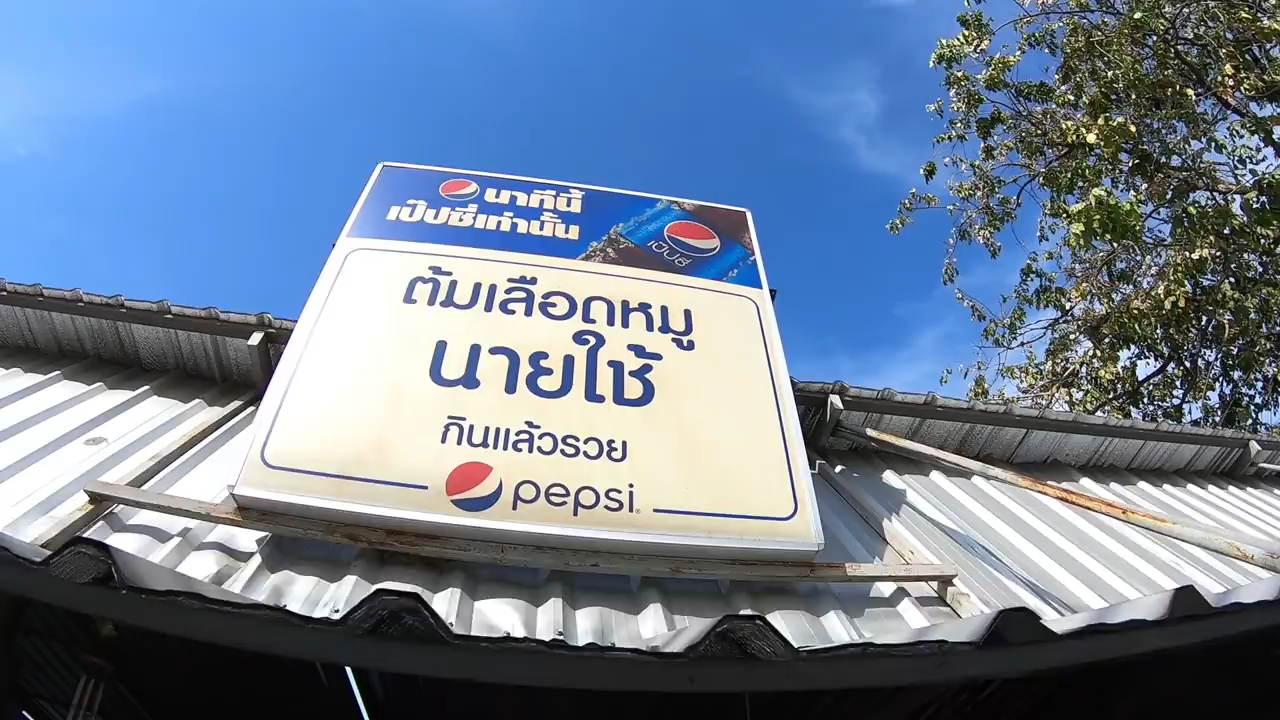 นาทีนี้
เป๊ปซี่เท่านั้น
เป๊ปซี่
ต้มเลือดหมู
นายใช้
กินแล้วรวย
pepsi